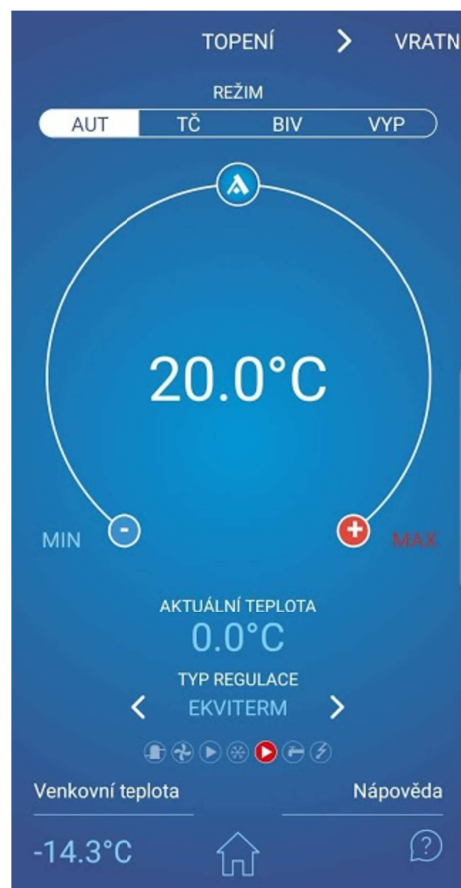 TOPENÍ > VRATN
REŽIM
AUT TČ BIV VYP
20.0°C
MIN - + MAX
AKTUÁLNÍ TEPLOTA
0.0°C
TYP REGULACE
< EKVITERM >
Venkovní teplota Nápověda
-14.3°C ?